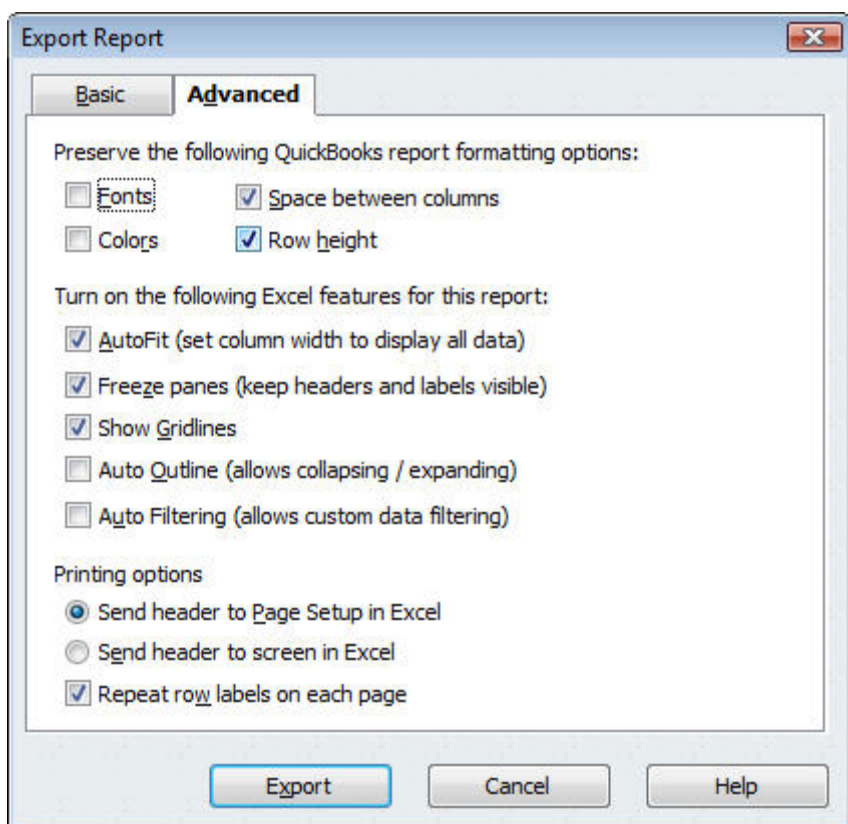 Export Report
Basic Advanced
Preserve the following QuickBooks report formatting options:
Fonts Space between columns
Colors Row height
Turn on the following Excel features for this report:
AutoFit (set column width to display all data)
Freeze panes (keep headers and labels visible)
Show Gridlines
Auto Outline (allows collapsing / expanding)
Auto Filtering (allows custom data filtering)
Printing options
Send header to Page Setup in Excel
Send header to screen in Excel
Repeat row labels on each page
Export Cancel Help